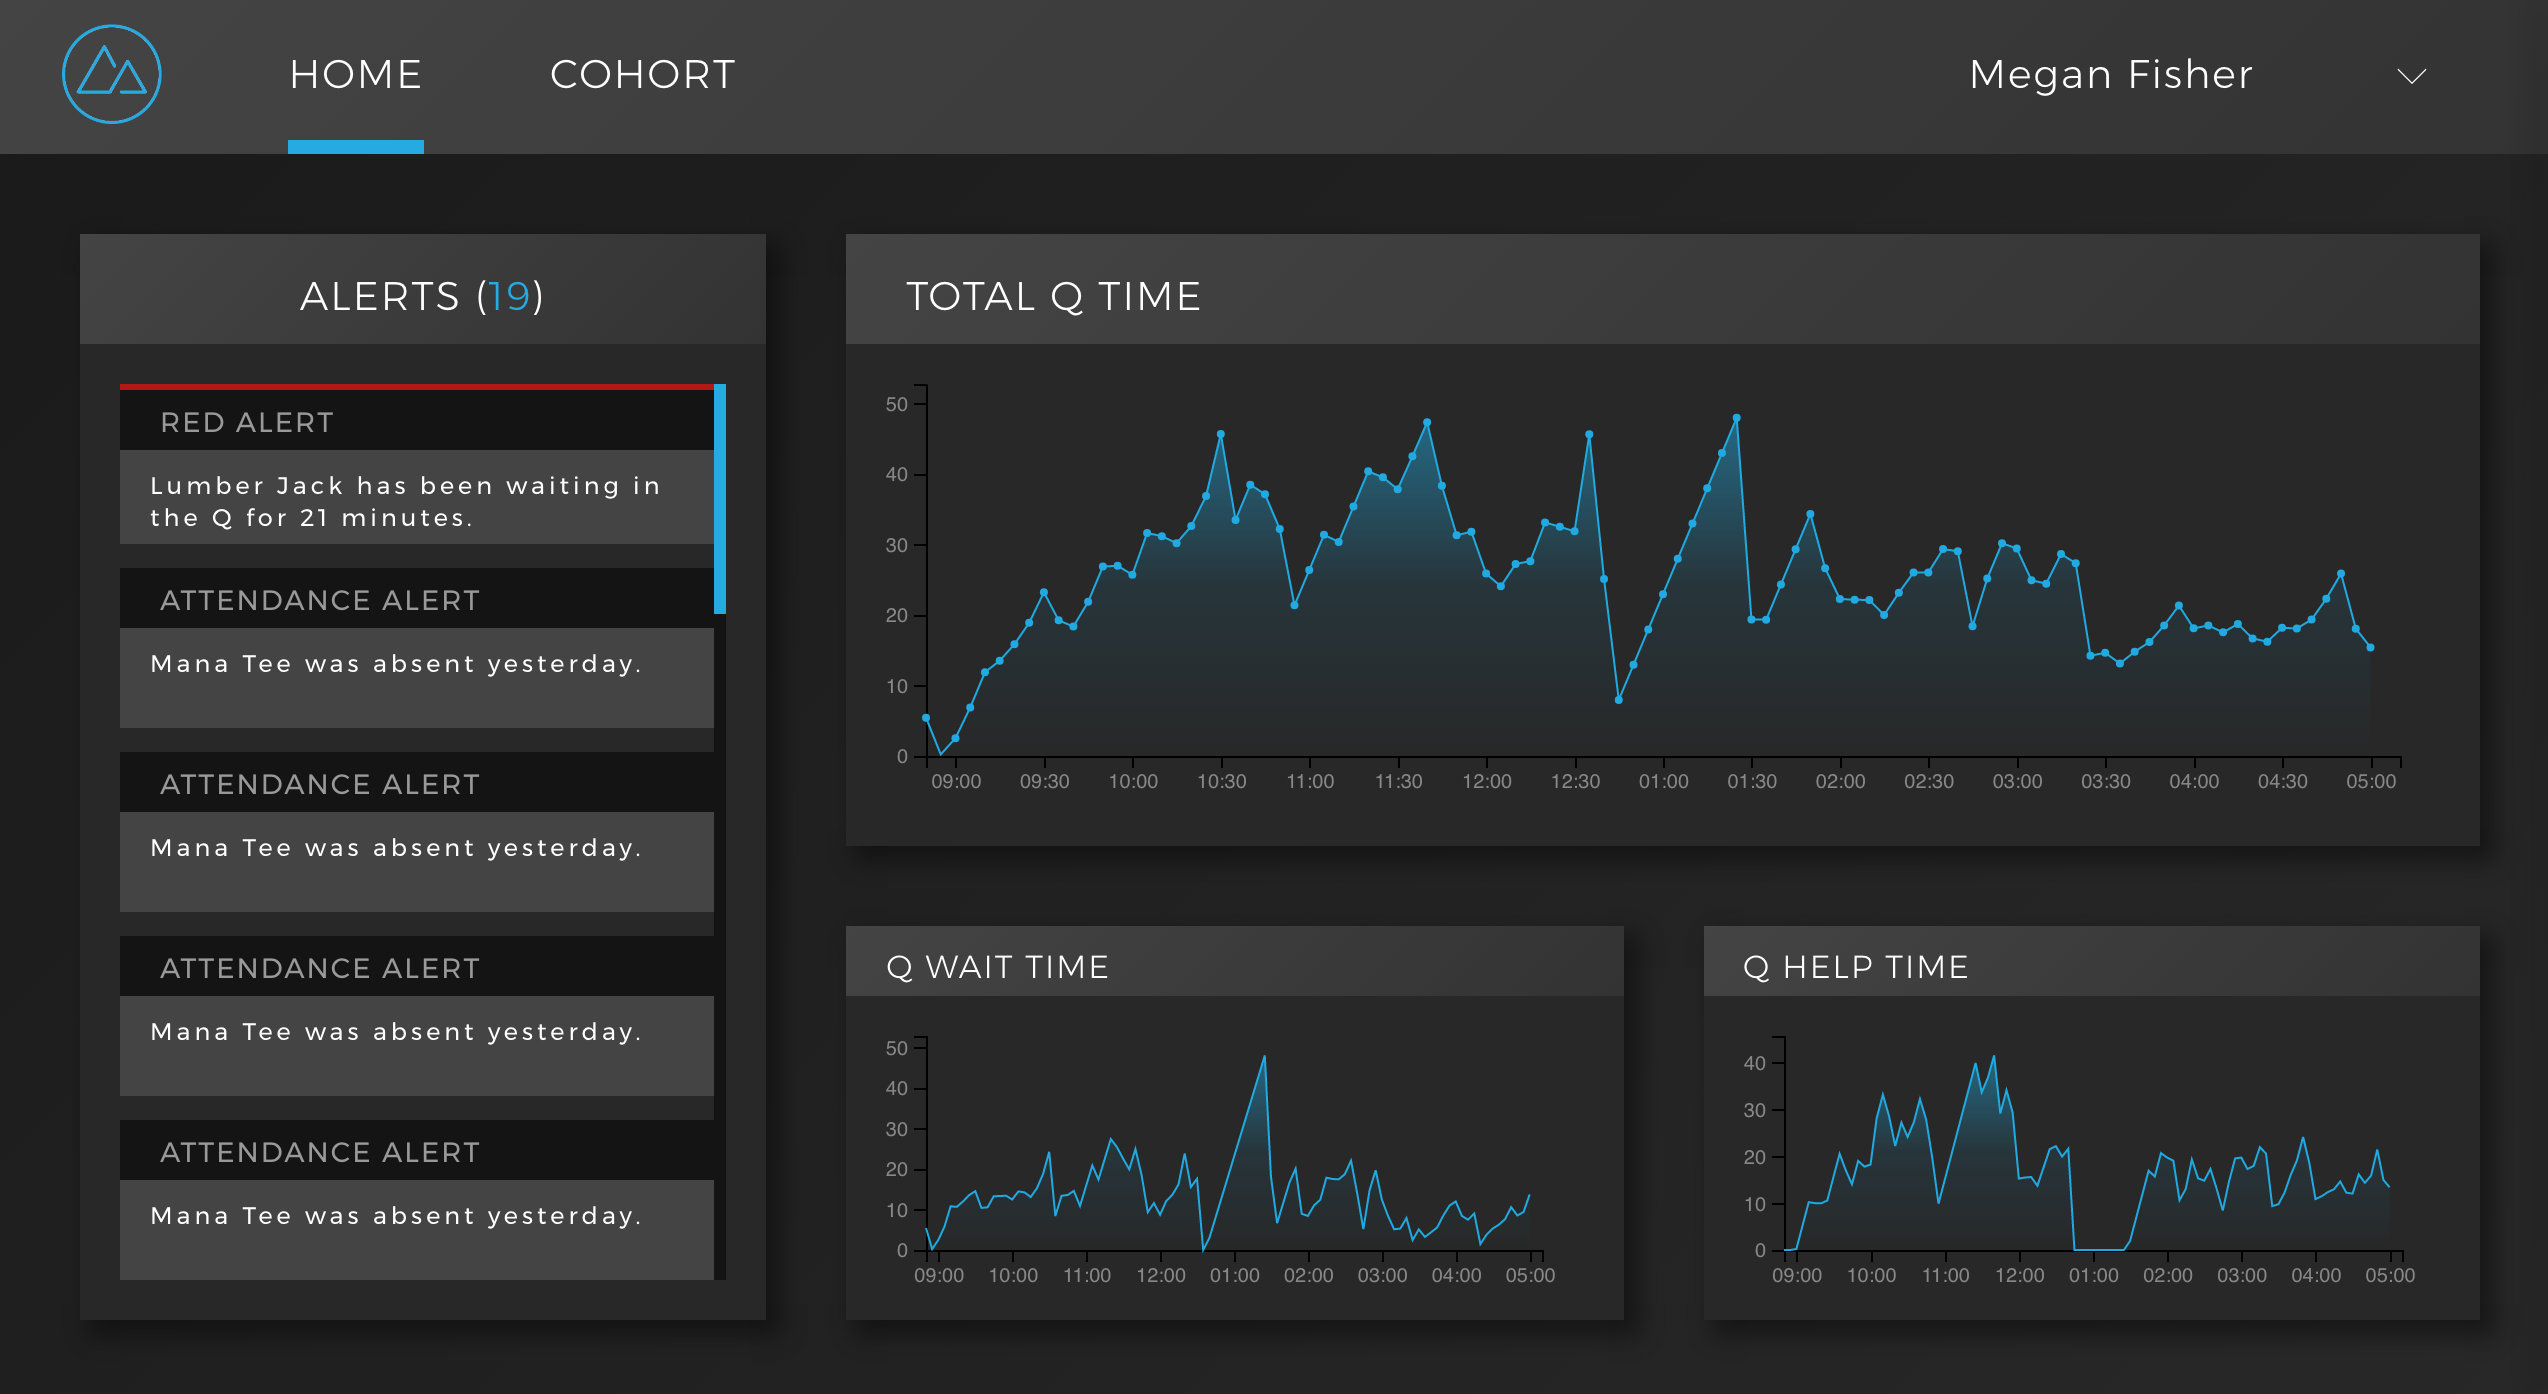 HOME
COHORT
Megan Fisher
ALERTS (19)
RED ALERT
Lumber Jack has been waiting in
the Q for 21 minutes.
ATTENDANCE ALERT
Mana Tee was absent yesterday.
ATTENDANCE ALERT
Mana Tee was absent yesterday.
ATTENDANCE ALERT
Mana Tee was absent yesterday.
ATTENDANCE ALERT
Mana Tee was absent yesterday.
TOTAL Q TIME
50
40
30
20
10
0
09:00 09:30 10:00 10:30 11:00 11:30 12:00 12:30 01:00 01:30 02:00 02:30 03:00 03:30 04:00 04:30 05:00
Q WAIT TIME
50
40
30
20
10
0
09:00 10:00 11:00 12:00 01:00 02:00 03:00 04:00 05:00
Q HELP TIME
40
30
20
10
0
09:00 10:00 11:00 12:00 01:00 02:00 03:00 04:00 05:00